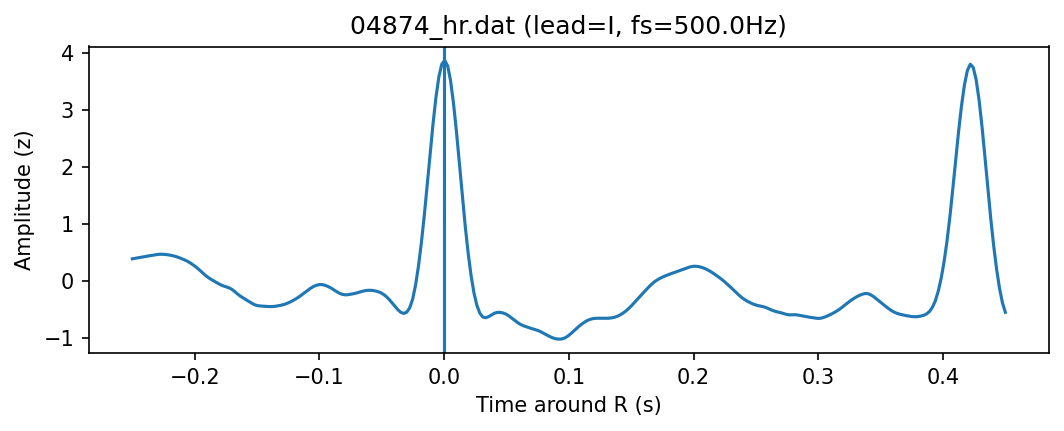 04874_hr.dat (lead=I, fs=500.0Hz)
Amplitude (z)
4
3
2
1
0
−1
−0.2 −0.1 0.0 0.1 0.2 0.3 0.4
Time around R (s)